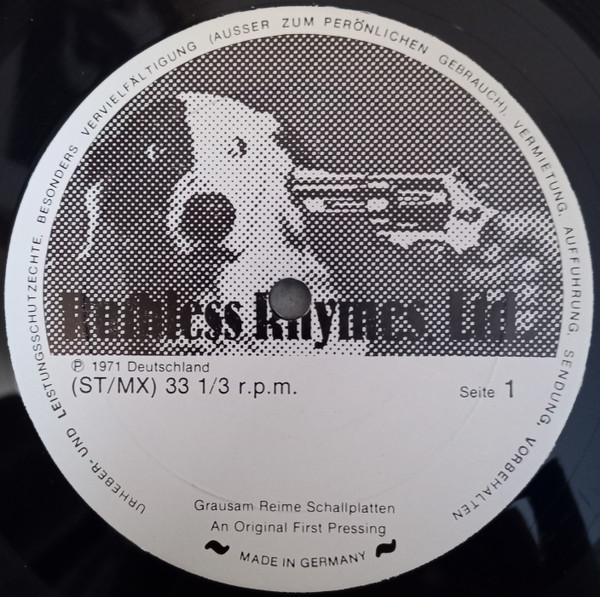 URHEBER- UND LEISTUNGSSCHUTZECHTE, BESONDERS VERVIELFÄLTIGUNG (AUSSER ZUM PERÖNLICHEN GEBRAUCH), VERMIETUNG, AUFFUHRUNG, SENDUNG, VORBEHALTEN
Ruthless Rhymes, Ltd.
Ⓟ 1971 Deutschland
(ST/MX) 33 1/3 r.p.m.
Seite 1
Grausam Reime Schallplatten
An Original First Pressing
~ MADE IN GERMANY ~